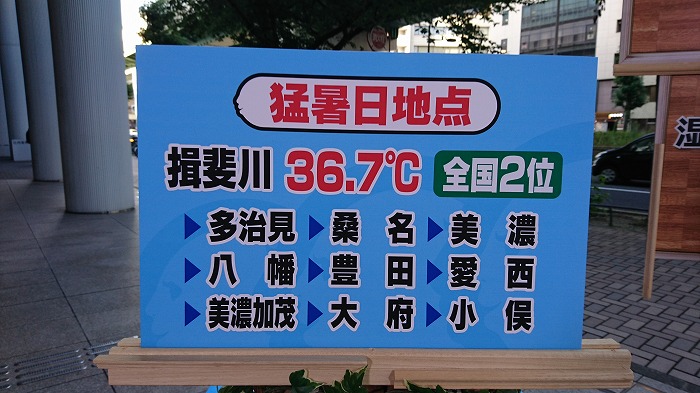 猛暑日地点
揖斐川 36.7℃ 全国2位
▶多治見▶桑名▶美濃
▶八幡▶豊田▶愛西
▶美濃加茂▶大府▶小俣
湿